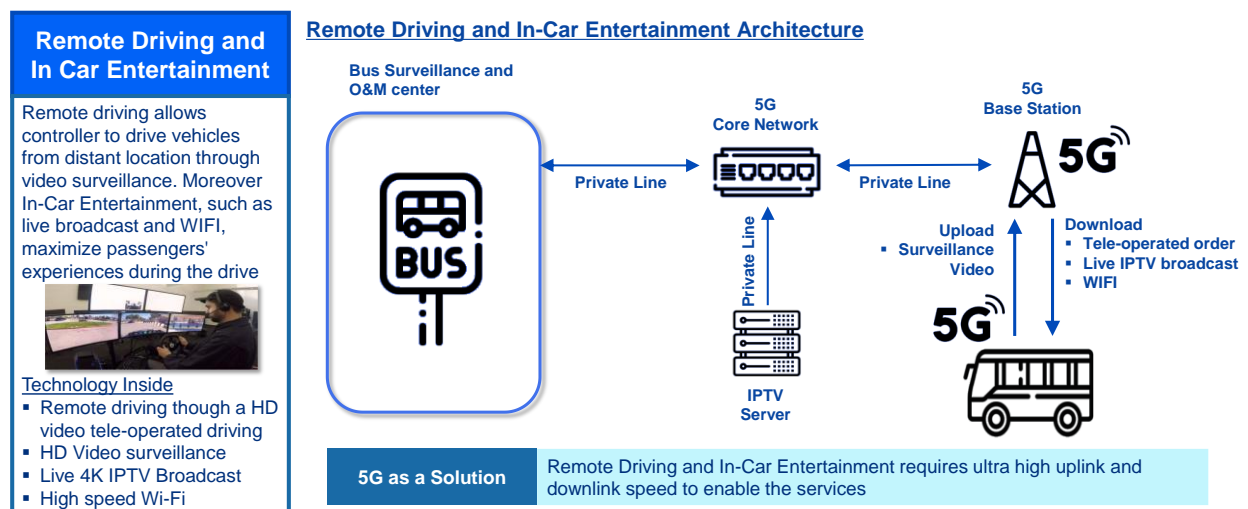 Remote Driving and
In Car Entertainment
Remote driving allows
controller to drive vehicles
from distant location through
video surveillance. Moreover
In-Car Entertainment, such as
live broadcast and WIFI,
maximize passengers'
experiences during the drive
Technology Inside
▪ Remote driving though a HD
video tele-operated driving
▪ HD Video surveillance
▪ Live 4K IPTV Broadcast
▪ High speed Wi-Fi
Remote Driving and In-Car Entertainment Architecture
Bus Surveillance and
O&M center
BUS
Private Line
5G
Core Network
Private Line
IPTV
Server
Private Line
5G
Base Station
5G
Upload
▪ Surveillance
Video
Download
▪ Tele-operated order
▪ Live IPTV broadcast
▪ WIFI
5G
5G as a Solution
Remote Driving and In-Car Entertainment requires ultra high uplink and
downlink speed to enable the services